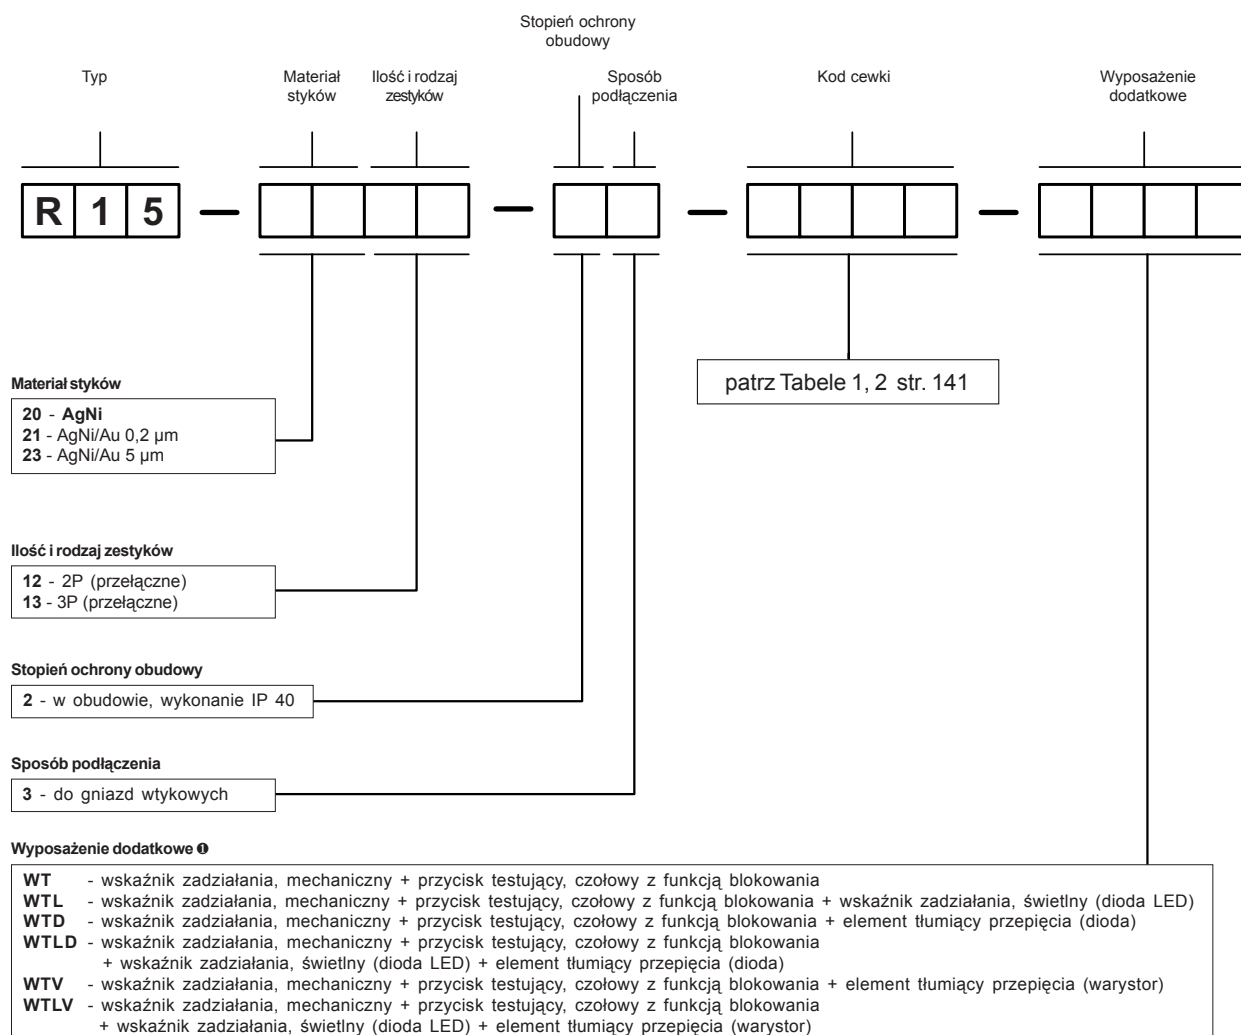 Stopień ochrony
obudowy
Typ
Materiał
styków
Ilość i rodzaj
zestyków
Sposób
podłączenia
Kod cewki
Wyposażenie
dodatkowe
R 1 5 — — — —
patrz Tabele 1, 2 str. 141
Materiał styków
20 - AgNi
21 - AgNi/Au 0,2 µm
23 - AgNi/Au 5 µm
Ilość i rodzaj zestyków
12 - 2P (przełączne)
13 - 3P (przełączne)
Stopień ochrony obudowy
2 - w obudowie, wykonanie IP 40
Sposób podłączenia
3 - do gniazd wtykowych
Wyposażenie dodatkowe ❶
WT - wskaźnik zadziałania, mechaniczny + przycisk testujący, czołowy z funkcją blokowania
WTL - wskaźnik zadziałania, mechaniczny + przycisk testujący, czołowy z funkcją blokowania + wskaźnik zadziałania, świetlny (dioda LED)
WTD - wskaźnik zadziałania, mechaniczny + przycisk testujący, czołowy z funkcją blokowania + element tłumiący przepięcia (dioda)
WTLD - wskaźnik zadziałania, mechaniczny + przycisk testujący, czołowy z funkcją blokowania
+ wskaźnik zadziałania, świetlny (dioda LED) + element tłumiący przepięcia (dioda)
WTV - wskaźnik zadziałania, mechaniczny + przycisk testujący, czołowy z funkcją blokowania + element tłumiący przepięcia (warystor)
WTLV - wskaźnik zadziałania, mechaniczny + przycisk testujący, czołowy z funkcją blokowania
+ wskaźnik zadziałania, świetlny (dioda LED) + element tłumiący przepięcia (warystor)